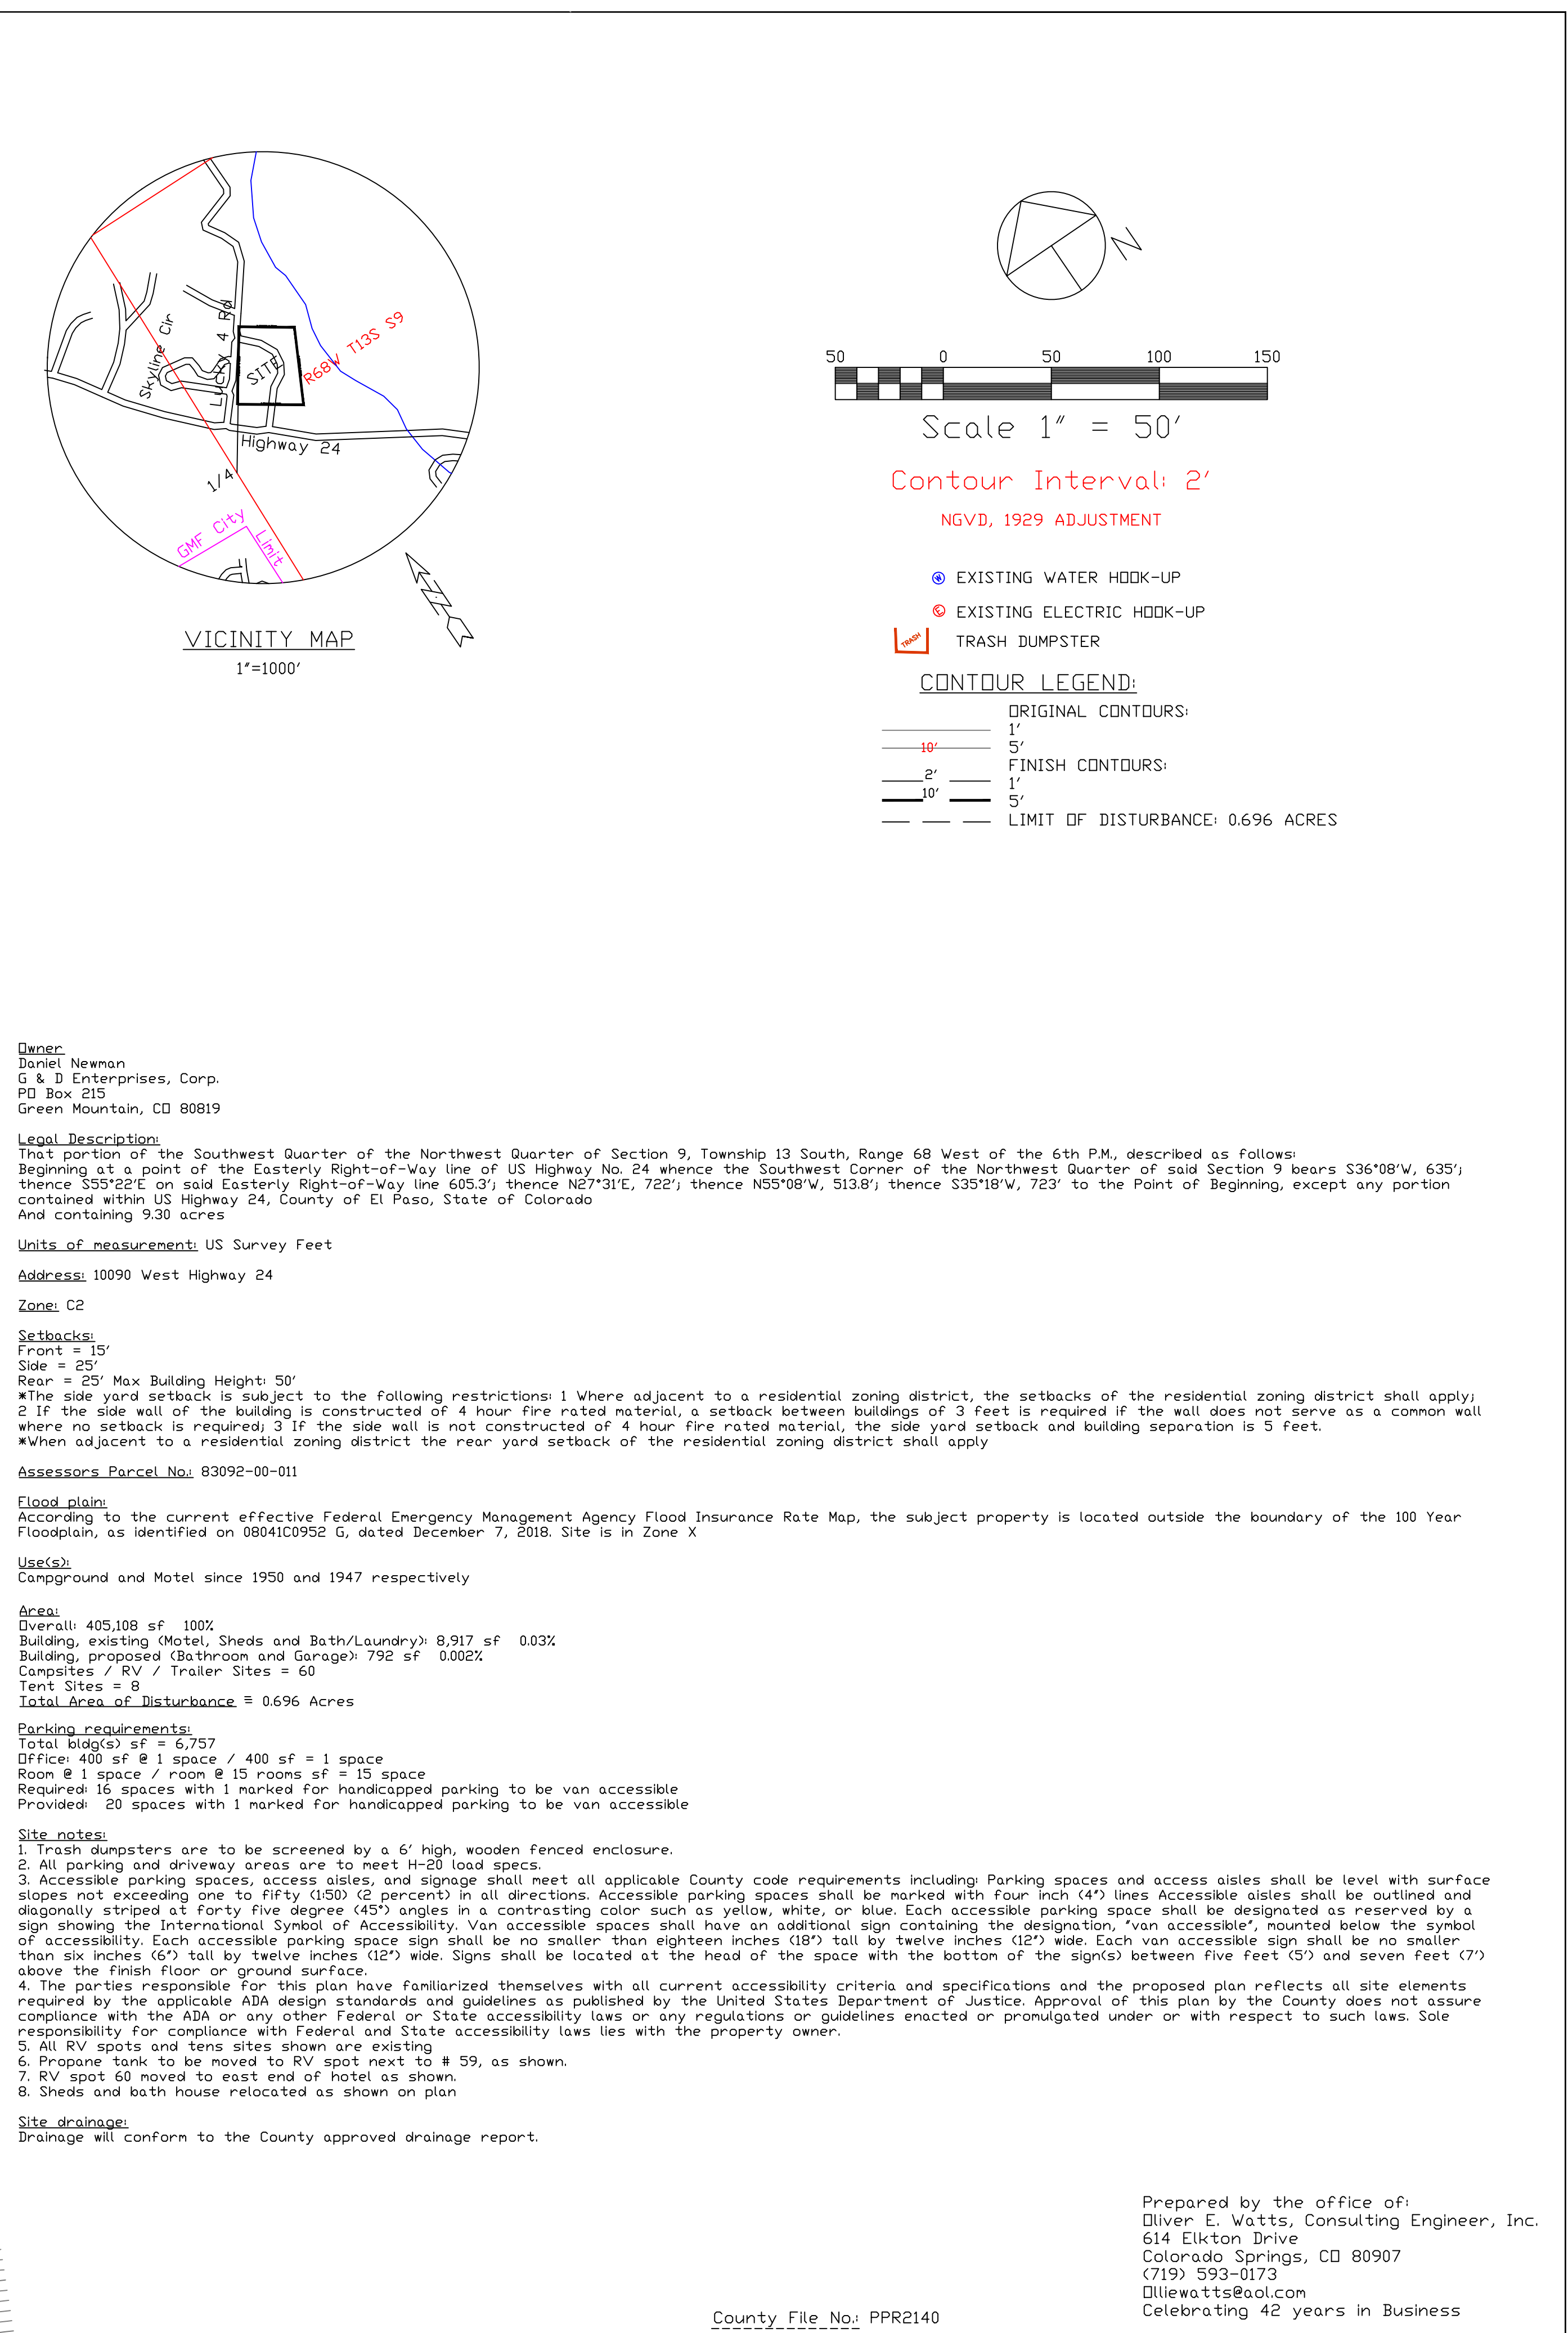 Skyline Cir
Lucky 4 Rd
SITE
R68W T13S S9
Highway 24
1/4
GMF City
Limit
VICINITY MAP
1"=1000'
N
50 0 50 100 150
Scale 1" = 50'
Contour Interval: 2'
NGVD, 1929 ADJUSTMENT
W EXISTING WATER HOOK-UP
E EXISTING ELECTRIC HOOK-UP
TRASH TRASH DUMPSTER
CONTOUR LEGEND:
ORIGINAL CONTOURS:
1'
10' 5'
FINISH CONTOURS:
2' 1'
10' 5'
LIMIT OF DISTURBANCE: 0.696 ACRES
Owner
Daniel Newman
G & D Enterprises, Corp.
PO Box 215
Green Mountain, CO 80819
Legal Description:
That portion of the Southwest Quarter of the Northwest Quarter of Section 9, Township 13 South, Range 68 West of the 6th P.M., described as follows:
Beginning at a point of the Easterly Right-of-Way line of US Highway No. 24 whence the Southwest Corner of the Northwest Quarter of said Section 9 bears S36°08'W, 635';
thence S55°22'E on said Easterly Right-of-Way line 605.3'; thence N27°31'E, 722'; thence N55°08'W, 513.8'; thence S35°18'W, 723' to the Point of Beginning, except any portion
contained within US Highway 24, County of El Paso, State of Colorado
And containing 9.30 acres
Units of measurement: US Survey Feet
Address: 10090 West Highway 24
Zone: C2
Setbacks:
Front = 15'
Side = 25'
Rear = 25' Max Building Height: 50'
*The side yard setback is subject to the following restrictions: 1 Where adjacent to a residential zoning district, the setbacks of the residential zoning district shall apply;
2 If the side wall of the building is constructed of 4 hour fire rated material, a setback between buildings of 3 feet is required if the wall does not serve as a common wall
where no setback is required; 3 If the side wall is not constructed of 4 hour fire rated material, the side yard setback and building separation is 5 feet.
*When adjacent to a residential zoning district the rear yard setback of the residential zoning district shall apply
Assessors Parcel No.: 83092-00-011
Flood plain:
According to the current effective Federal Emergency Management Agency Flood Insurance Rate Map, the subject property is located outside the boundary of the 100 Year
Floodplain, as identified on 08041C0952 G, dated December 7, 2018. Site is in Zone X
Use(s):
Campground and Motel since 1950 and 1947 respectively
Area:
Overall: 405,108 sf 100%
Building, existing (Motel, Sheds and Bath/Laundry): 8,917 sf 0.03%
Building, proposed (Bathroom and Garage): 792 sf 0.002%
Campsites / RV / Trailer Sites = 60
Tent Sites = 8
Total Area of Disturbance = 0.696 Acres
Parking requirements:
Total bldg(s) sf = 6,757
Office: 400 sf @ 1 space / 400 sf = 1 space
Room @ 1 space / room @ 15 rooms sf = 15 space
Required: 16 spaces with 1 marked for handicapped parking to be van accessible
Provided: 20 spaces with 1 marked for handicapped parking to be van accessible
Site notes:
1. Trash dumpsters are to be screened by a 6' high, wooden fenced enclosure.
2. All parking and driveway areas are to meet H-20 load specs.
3. Accessible parking spaces, access aisles, and signage shall meet all applicable County code requirements including: Parking spaces and access aisles shall be level with surface
slopes not exceeding one to fifty (1:50) (2 percent) in all directions. Accessible parking spaces shall be marked with four inch (4") lines Accessible aisles shall be outlined and
diagonally striped at forty five degree (45°) angles in a contrasting color such as yellow, white, or blue. Each accessible parking space shall be designated as reserved by a
sign showing the International Symbol of Accessibility. Van accessible spaces shall have an additional sign containing the designation, "van accessible", mounted below the symbol
of accessibility. Each accessible parking space sign shall be no smaller than eighteen inches (18") tall by twelve inches (12") wide. Each van accessible sign shall be no smaller
than six inches (6") tall by twelve inches (12") wide. Signs shall be located at the head of the space with the bottom of the sign(s) between five feet (5') and seven feet (7')
above the finish floor or ground surface.
4. The parties responsible for this plan have familiarized themselves with all current accessibility criteria and specifications and the proposed plan reflects all site elements
required by the applicable ADA design standards and guidelines as published by the United States Department of Justice. Approval of this plan by the County does not assure
compliance with the ADA or any other Federal or State accessibility laws or any regulations or guidelines enacted or promulgated under or with respect to such laws. Sole
responsibility for compliance with Federal and State accessibility laws lies with the property owner.
5. All RV spots and tens sites shown are existing
6. Propane tank to be moved to RV spot next to # 59, as shown.
7. RV spot 60 moved to east end of hotel as shown.
8. Sheds and bath house relocated as shown on plan
Site drainage:
Drainage will conform to the County approved drainage report.
Prepared by the office of:
Oliver E. Watts, Consulting Engineer, Inc.
614 Elkton Drive
Colorado Springs, CO 80907
(719) 593-0173
Olliewatts@aol.com
Celebrating 42 years in Business
County File No.: PPR2140